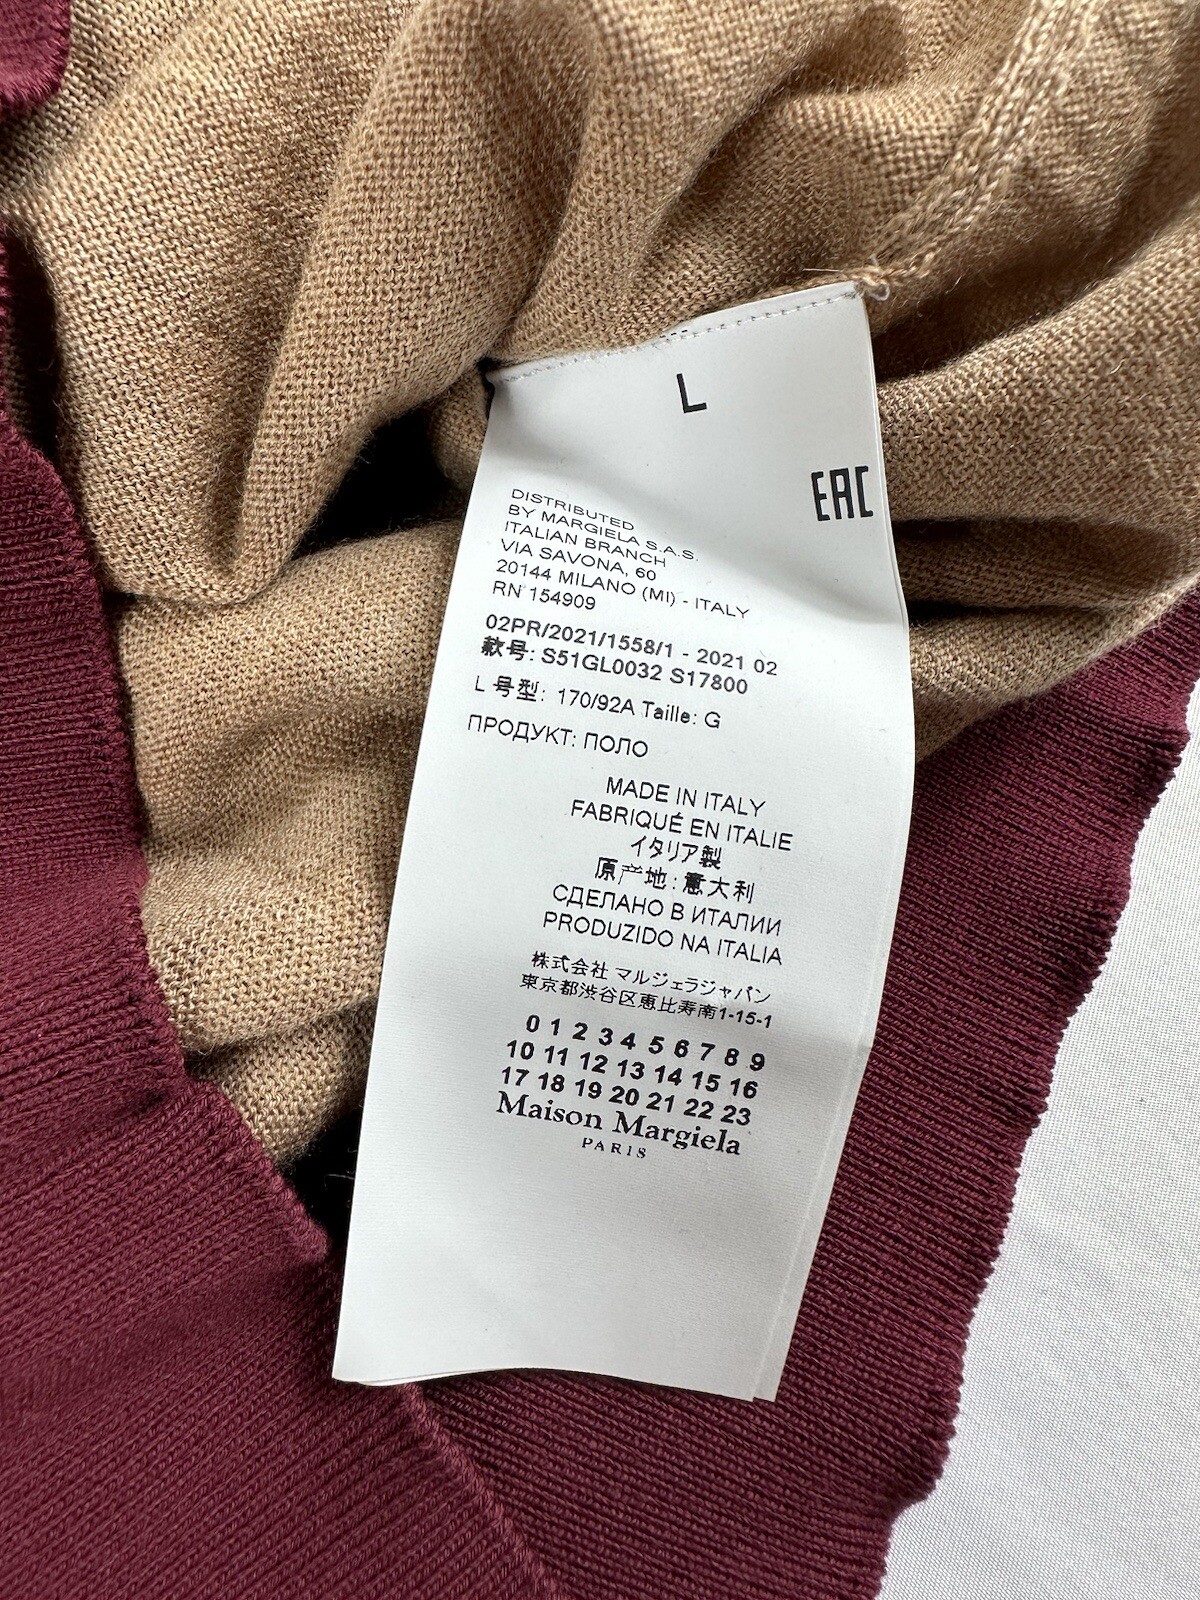 L
EAC
DISTRIBUTED
BY MARGIELA S.A.S.
ITALIAN BRANCH
VIA SAVONA, 60
20144 MILANO (MI) - ITALY
RN 154909
02PR/2021/1558/1 - 2021 02
款号: S51GL0032 S17800
L 号型: 170/92A Taille: G
ПРОДУКТ: ПОЛО
MADE IN ITALY
FABRIQUÉ EN ITALIE
イタリア製
原产地: 意大利
СДЕЛАНО В ИТАЛИИ
PRODUZIDO NA ITALIA
株式会社 マルジェラジャパン
東京都渋谷区恵比寿南1-15-1
0 1 2 3 4 5 6 7 8 9
10 11 12 13 14 15 16
17 18 19 20 21 22 23
Maison Margiela
PARIS